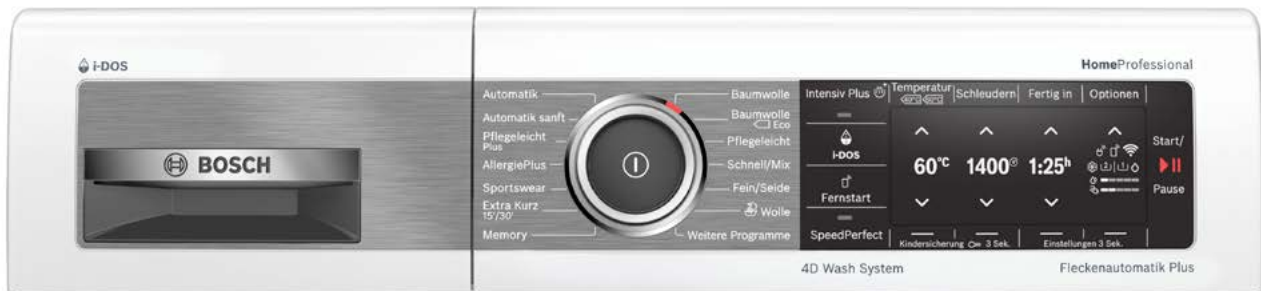 i-DOS
HomeProfessional
BOSCH
Automatik
Automatik sanft
Pflegeleicht
Plus
AllergiePlus
Sportswear
Extra Kurz
15'/30'
Memory
Baumwolle
Baumwolle
Eco
Pflegeleicht
Schnell/Mix
Fein/Seide
Wolle
Weitere Programme
Intensiv Plus
i-DOS
Fernstart
SpeedPerfect
Temperatur
Schleudern
Fertig in
Optionen
60°C
1400
1:25h
Kindersicherung 3 Sek.
Einstellungen 3 Sek.
Start/
Pause
4D Wash System
Fleckenautomatik Plus